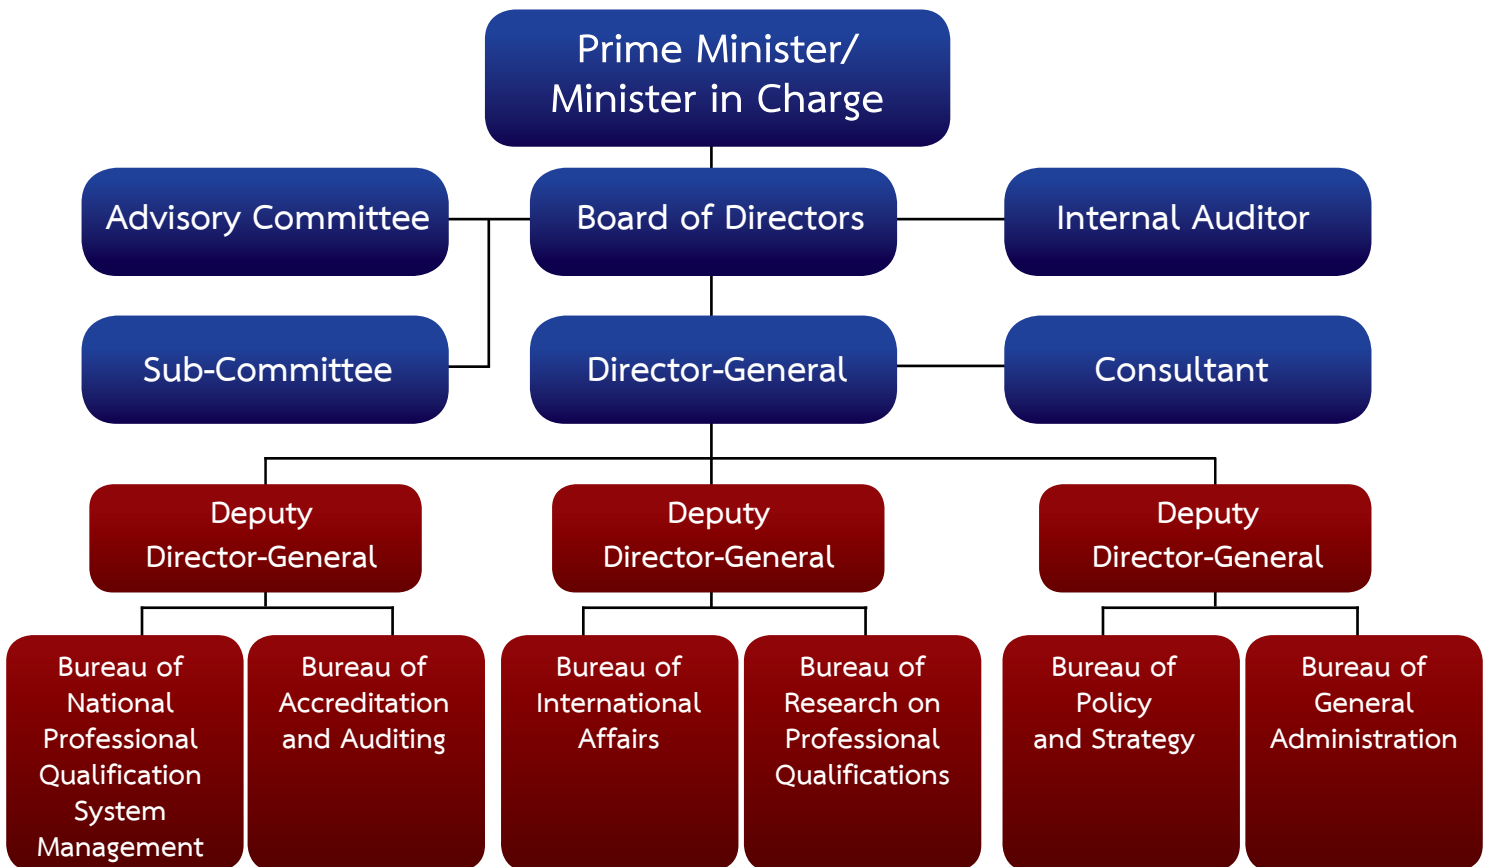 Prime Minister/
Minister in Charge
Advisory Committee
Board of Directors
Internal Auditor
Sub-Committee
Director-General
Consultant
Deputy
Director-General
Deputy
Director-General
Deputy
Director-General
Bureau of
National
Professional
Qualification
System
Management
Bureau of
Accreditation
and Auditing
Bureau of
International
Affairs
Bureau of
Research on
Professional
Qualifications
Bureau of
Policy
and Strategy
Bureau of
General
Administration